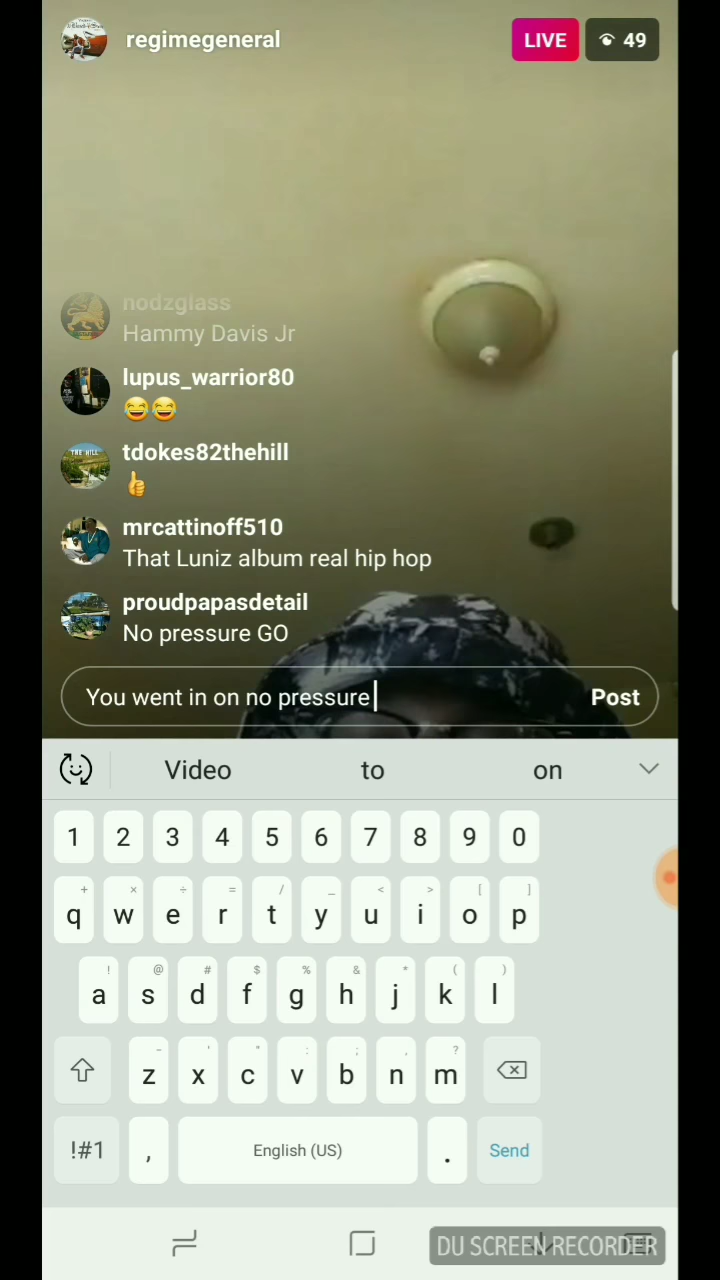 regimegeneral
LIVE
49
nodzglass
Hammy Davis Jr
lupus_warrior80
😂😂
tdokes82thehill
👍
mrcattinoff510
That Luniz album real hip hop
proudpapasdetail
No pressure GO
You went in on no pressure
Post
Video to on
1 2 3 4 5 6 7 8 9 0
+ × ÷ = / _ < > [ ]
q w e r t y u i o p
! @ # $ % & * ( )
a s d f g h j k l
- ' " : ; , ?
z x c v b n m
!#1 , English (US) . Send
DU SCREEN RECORDER
THE HILL